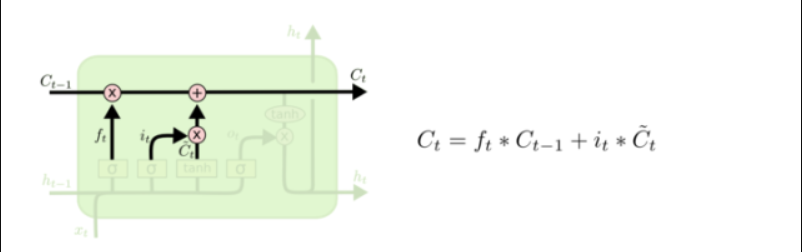 h_t
C_{t-1}
C_t
×
+
f_t
i_t
o_t
tanh
×
×
C̃_t
σ
σ
tanh
σ
h_{t-1}
h_t
x_t
C_t = f_t * C_{t-1} + i_t * C̃_t